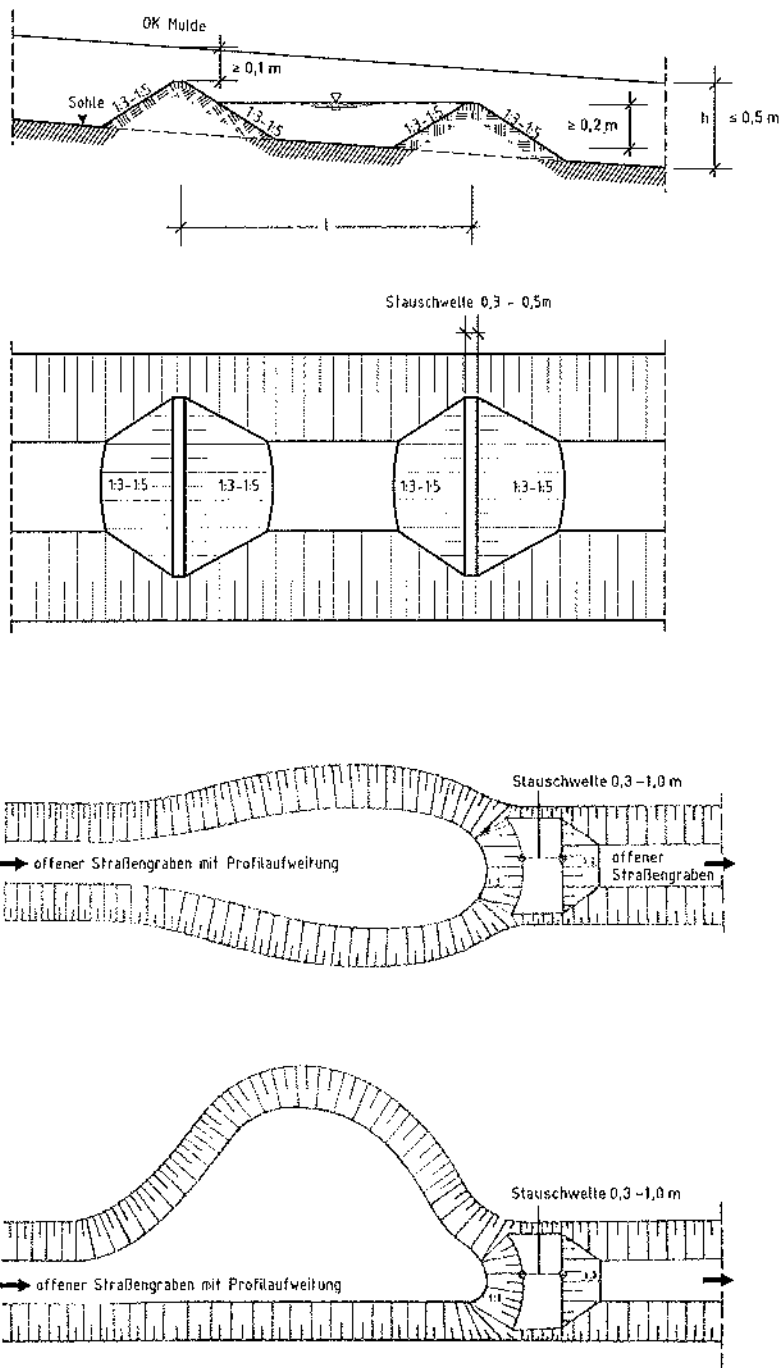 OK Mulde
≥ 0,1 m
Sohle
1:3-1:5
1:3-1:5
1:3-1:5
1:3-1:5
≥ 0,2 m
h ≤ 0,5 m
l
Stauschwelle 0,3 - 0,5m
1:3-1:5
1:3-1:5
1:3-1:5
1:3-1:5
Stauschwelle 0,3 -1,0 m
offener Straßengraben mit Profilaufweitung
offener
Straßengraben
Stauschwelle 0,3 -1,0 m
offener Straßengraben mit Profilaufweitung